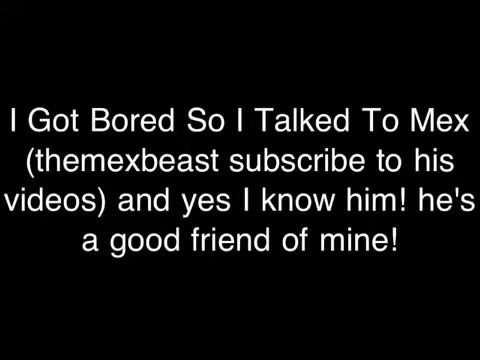 I Got Bored So I Talked To Mex
(themexbeast subscribe to his
videos) and yes I know him! he's
a good friend of mine!